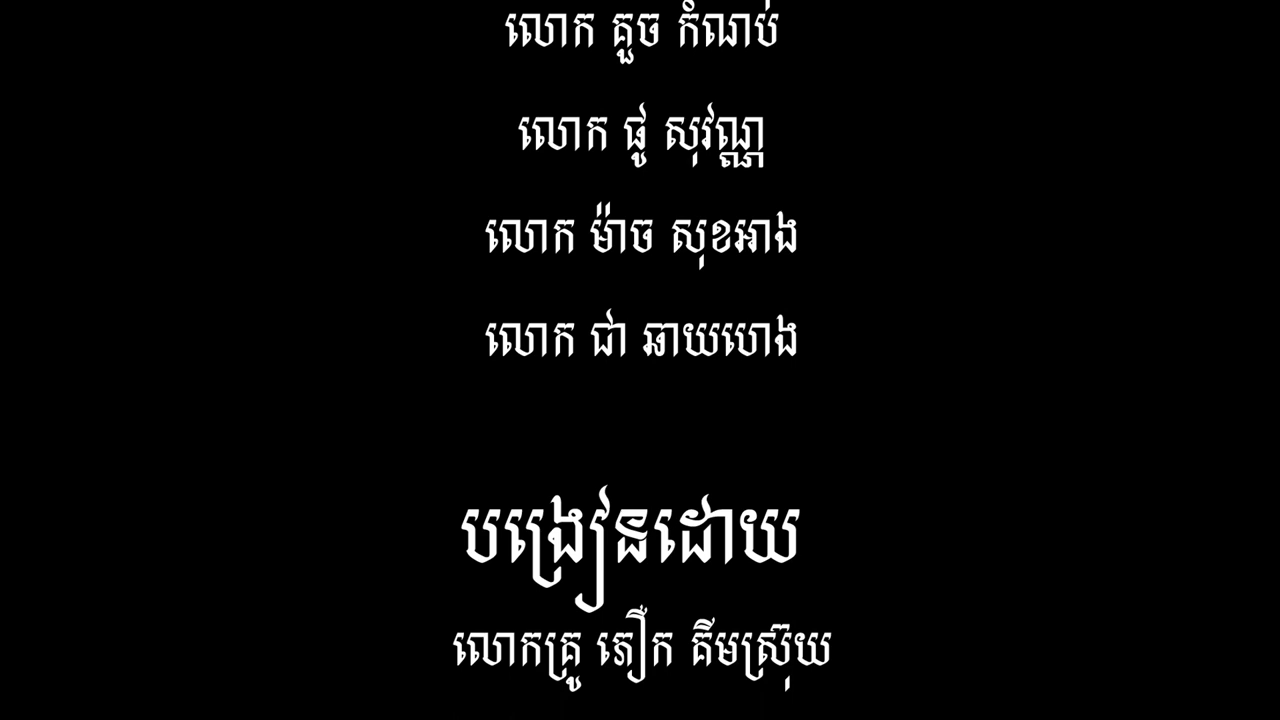 លោក គួច កំណប់
លោក ផូ សុវណ្ណ
លោក ម៉ាច សុខអាង
លោក ជា ឆាយហេង
បង្រៀនដោយ
លោកគ្រូ ភឿក គីមស្រ៊ុយ